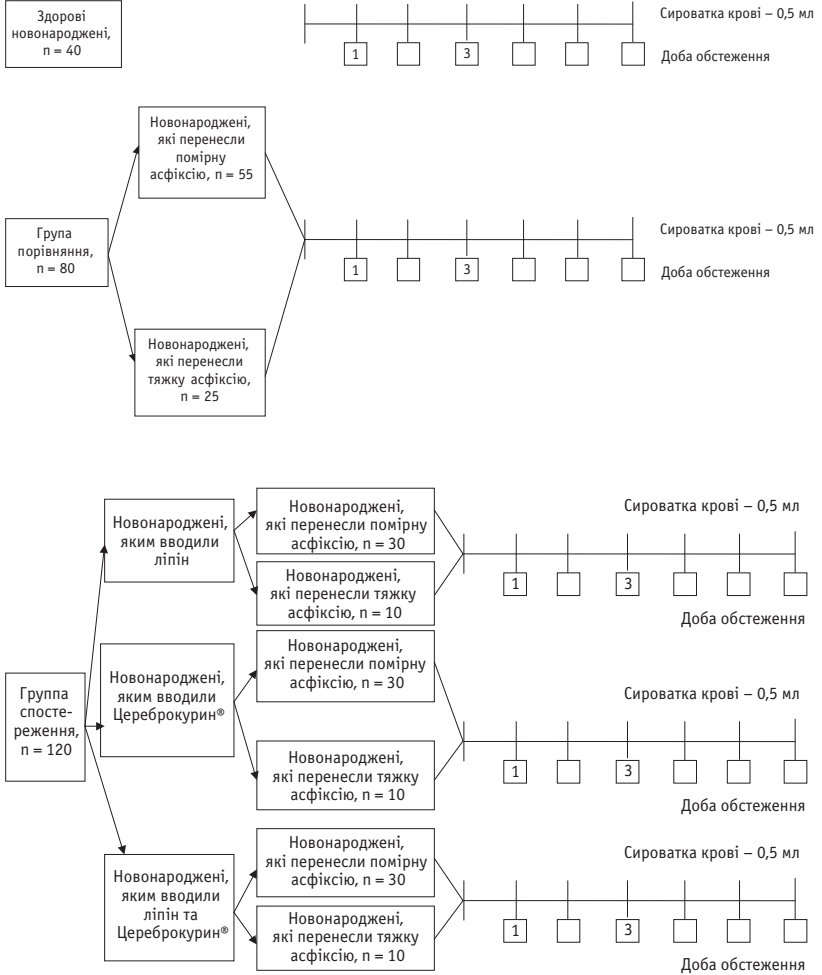 Здорові
новонароджені,
n = 40
Сироватка крові – 0,5 мл
1
3
Доба обстеження
Новонароджені,
які перенесли
помірну
асфіксію, n = 55
Група
порівняння,
n = 80
Сироватка крові – 0,5 мл
1
3
Доба обстеження
Новонароджені,
які перенесли
тяжку асфіксію,
n = 25
Новонароджені,
яким вводили
ліпін
Новонароджені,
які перенесли помірну
асфіксію, n = 30
Новонароджені,
які перенесли тяжку
асфіксію, n = 10
Сироватка крові – 0,5 мл
1
3
Доба обстеження
Группа
спосте-
реження,
n = 120
Новонароджені,
яким вводили
Цереброкурин®
Новонароджені,
які перенесли помірну
асфіксію, n = 30
Новонароджені,
які перенесли тяжку
асфіксію, n = 10
Сироватка крові – 0,5 мл
1
3
Доба обстеження
Новонароджені,
яким вводили
ліпін та
Цереброкурин®
Новонароджені,
які перенесли помірну
асфіксію, n = 30
Новонароджені,
які перенесли тяжку
асфіксію, n = 10
Сироватка крові – 0,5 мл
1
3
Доба обстеження